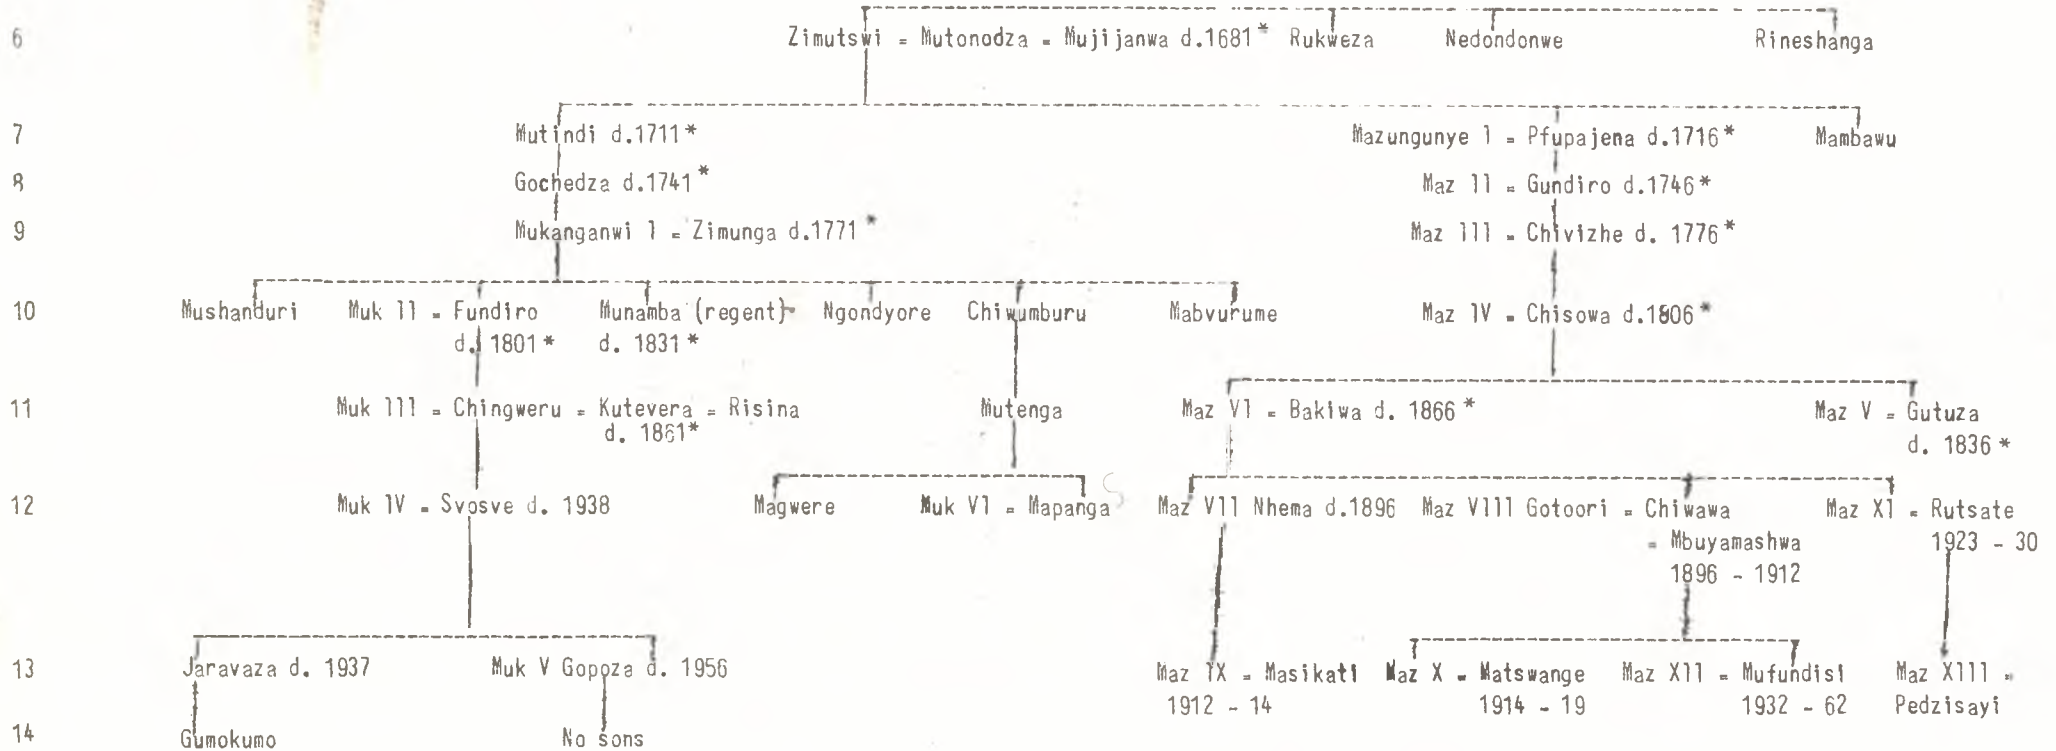 6 Zimutswi = Mutonodza = Mujijanwa d.1681* Rukweza Nedondonwe Rineshanga
7 Mutindi d.1711* Mazungunye 1 = Pfupajena d.1716* Mambawu
8 Gochedza d.1741* Maz 11 = Gundiro d.1746*
9 Mukanganwi 1 = Zimunga d.1771* Maz 111 = Chivizhe d. 1776*
10 Mushanduri Muk 11 = Fundiro Munamba (regent) Ngondyore Chiwumburu Mabvurume Maz 1V = Chisowa d.1806*
d. 1801* d. 1831*
11 Muk 111 = Chingweru = Kutevera = Risina Mutenga Maz V1 = Bakiwa d. 1866* Maz V = Gutuza
d. 1861* d. 1836*
12 Muk 1V = Svosve d. 1938 Magwere Muk V1 = Mapanga Maz V11 Nhema d.1896 Maz V111 Gotoori = Chiwawa Maz X1 = Rutsate
= Mbuyamashwa 1923 - 30
1896 - 1912
13 Jaravaza d. 1937 Muk V Gopoza d. 1956 Maz 1X = Masikati Maz X = Matswange Maz X11 = Mufundisi Maz X111 =
1912 - 14 1914 - 19 1932 - 62 Pedzisayi
14 Gumokumo No sons